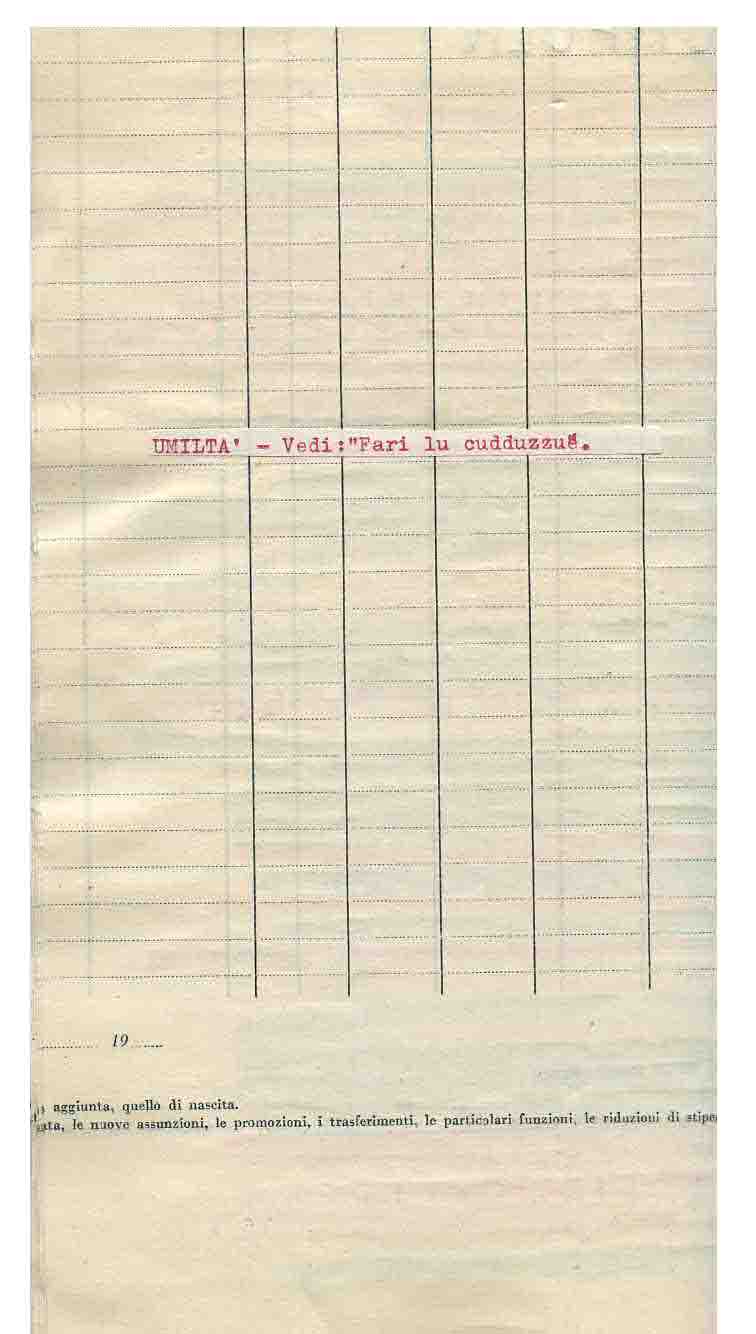 UMILTA' - Vedi:"Fari lu cudduzzu".
19
aggiunta, quello di nascita.
le nuove assunzioni, le promozioni, i trasferimenti, le particolari funzioni, le riduzioni di